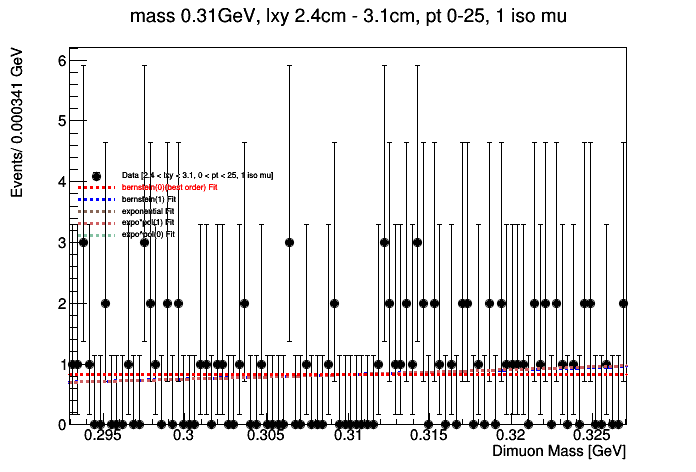 mass 0.31GeV, lxy 2.4cm - 3.1cm, pt 0-25, 1 iso mu
Events/ 0.000341 GeV
6
5
4
3
2
1
0
Data [2.4 < lxy < 3.1, 0 < pt < 25, 1 iso mu]
bernstein(0)(best order) Fit
bernstein(1) Fit
exponential Fit
expo*pol(1) Fit
expo*pol(0) Fit
0.295 0.3 0.305 0.31 0.315 0.32 0.325
Dimuon Mass [GeV]